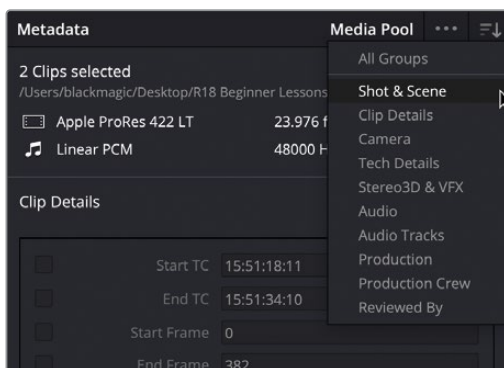 Metadata Media Pool
2 Clips selected
/Users/blackmagic/Desktop/R18 Beginner Lessons
Apple ProRes 422 LT 23.976
Linear PCM 48000
Clip Details
Start TC 15:51:18:11
End TC 15:51:34:10
Start Frame 0
End Frame 382
All Groups
Shot & Scene
Clip Details
Camera
Tech Details
Stereo3D & VFX
Audio
Audio Tracks
Production
Production Crew
Reviewed By